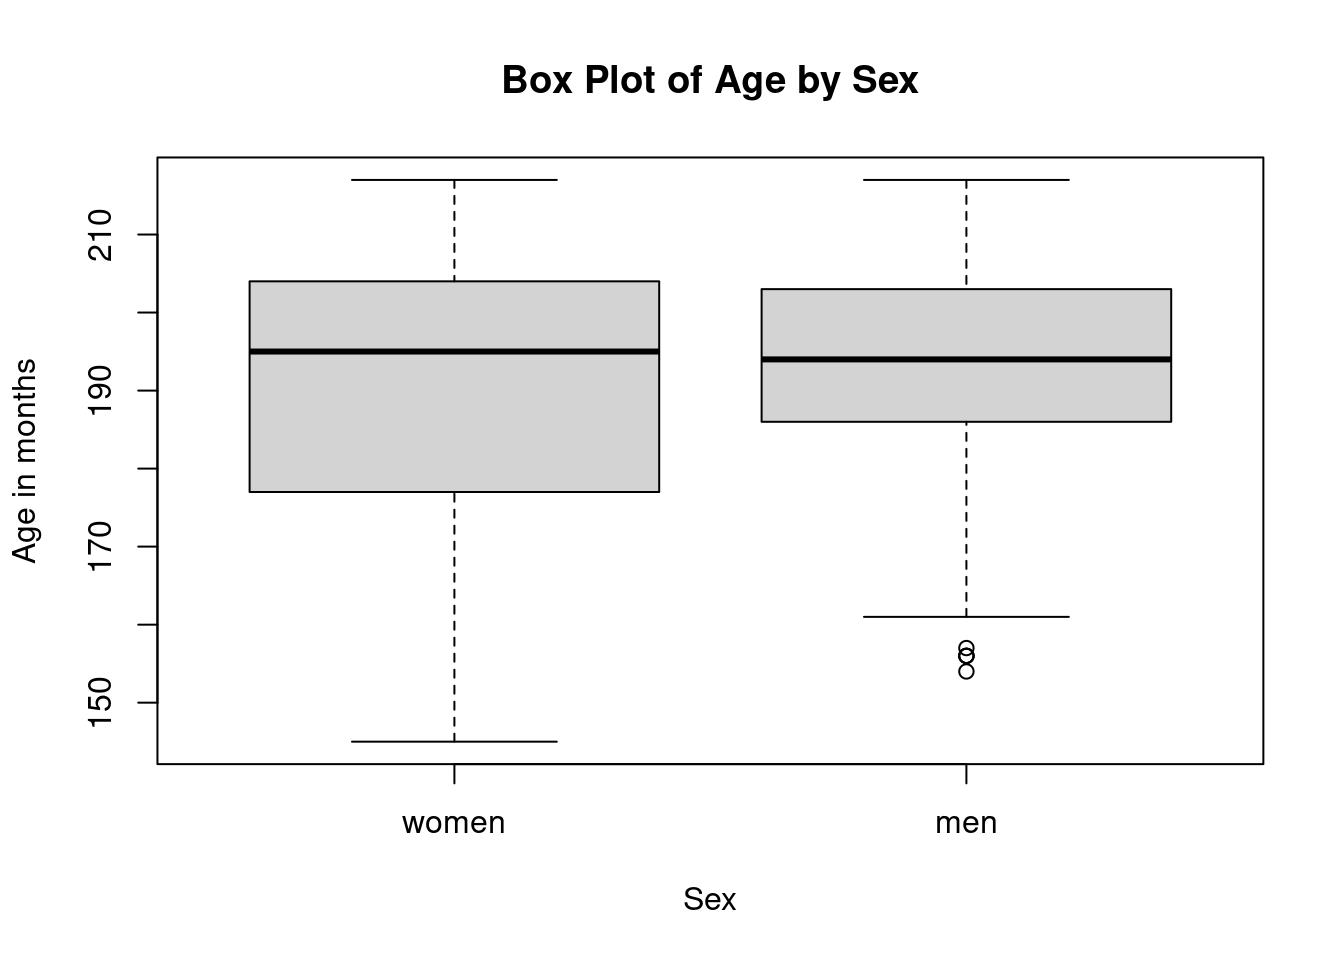 Box Plot of Age by Sex
Age in months
210
190
170
150
women men
Sex